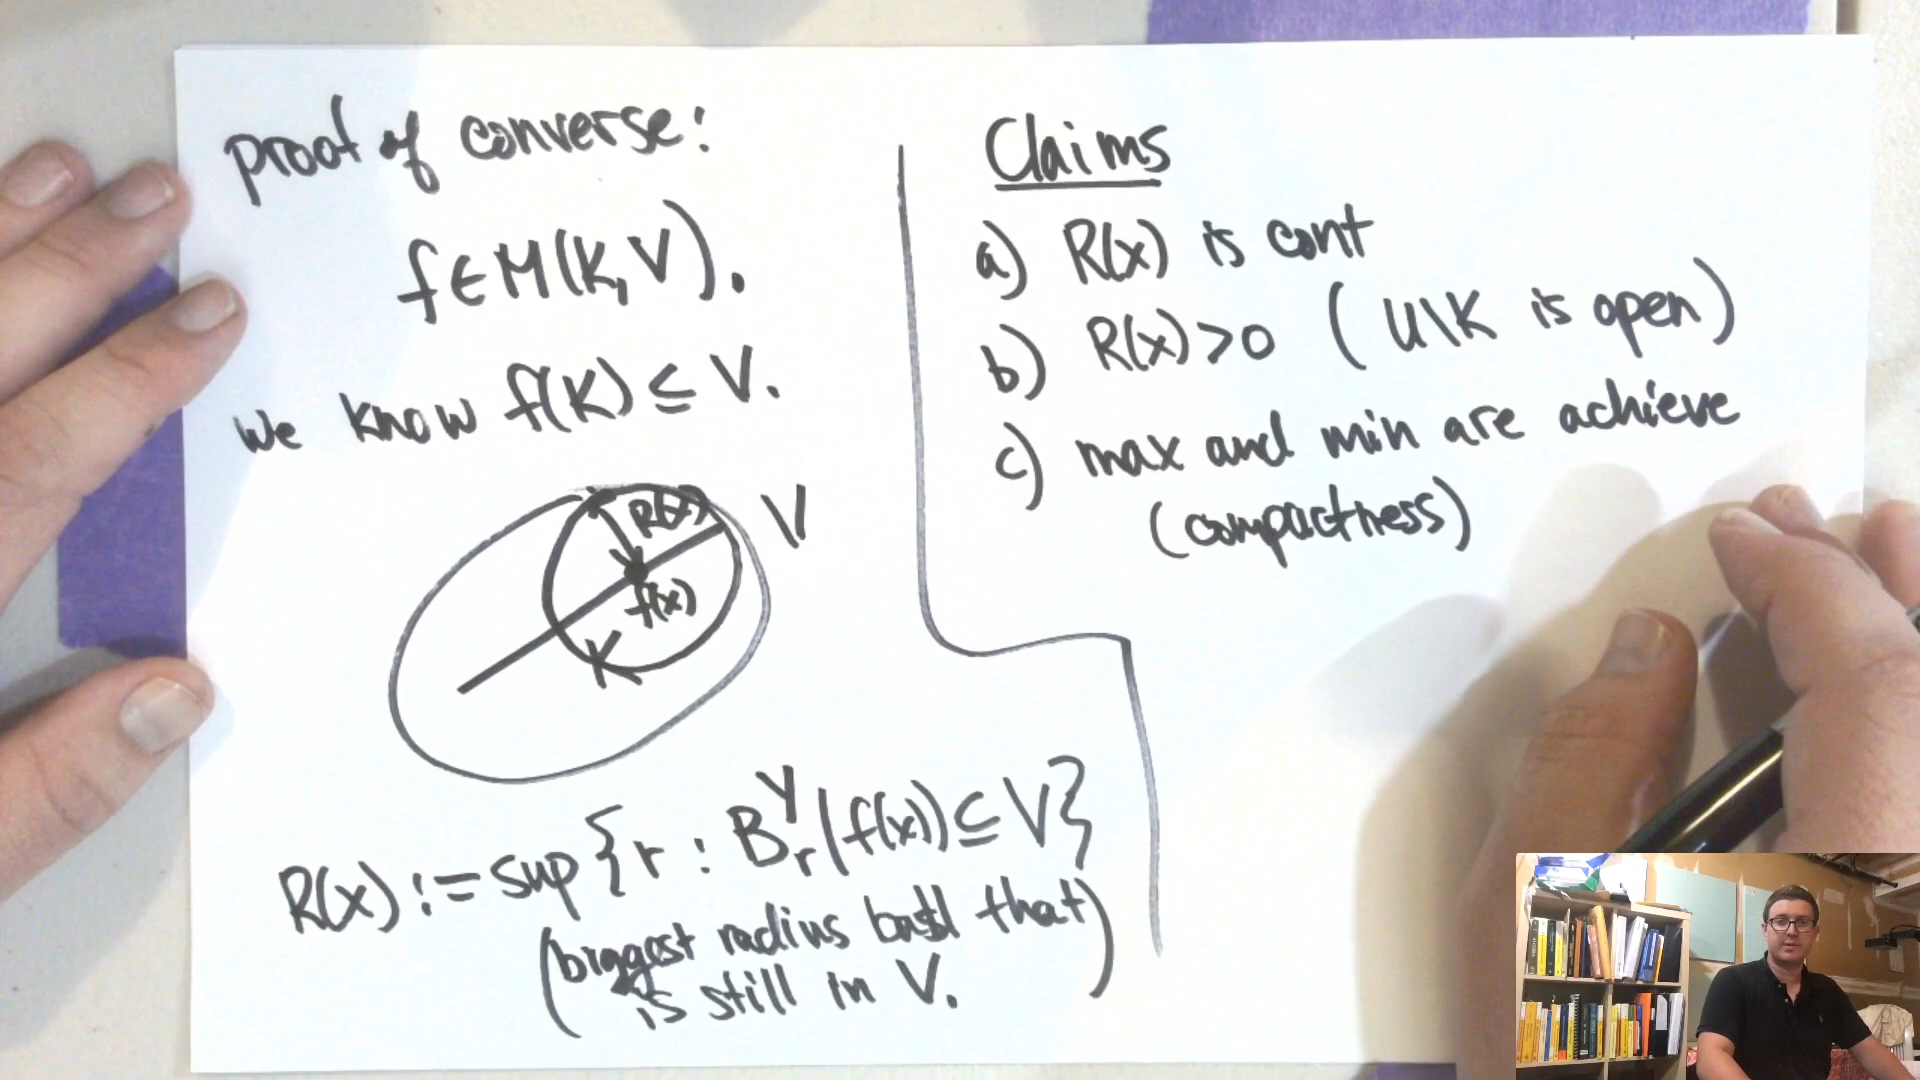 proof of converse:
f∈M(K,V).
we know f(K) ⊆ V.
R(x)
V
f(x)
K
R(x) := sup{r : B_r^Y(f(x)) ⊆ V}
(biggest radius ball that
is still in V.)
Claims
a) R(x) is cont
b) R(x)>0 (U\K is open)
c) max and min are achieve
(compactness)